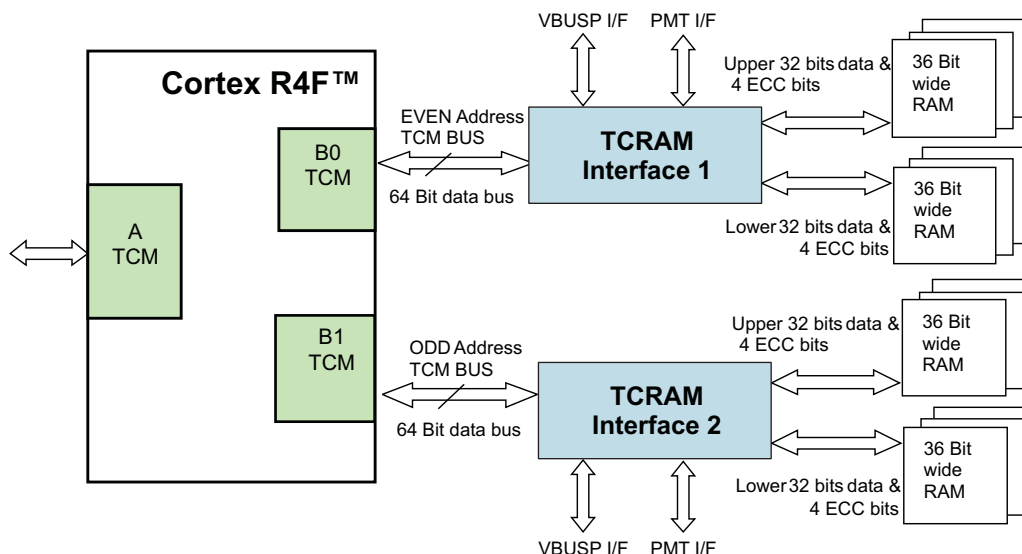 VBUSP I/F PMT I/F
Cortex R4F™
A
TCM
B0
TCM
B1
TCM
EVEN Address
TCM BUS
64 Bit data bus
TCRAM
Interface 1
Upper 32 bits data &
4 ECC bits
36 Bit
wide
RAM
Lower 32 bits data &
4 ECC bits
36 Bit
wide
RAM
ODD Address
TCM BUS
64 Bit data bus
TCRAM
Interface 2
Upper 32 bits data &
4 ECC bits
36 Bit
wide
RAM
Lower 32 bits data &
4 ECC bits
36 Bit
wide
RAM
VBUSP I/F PMT I/F